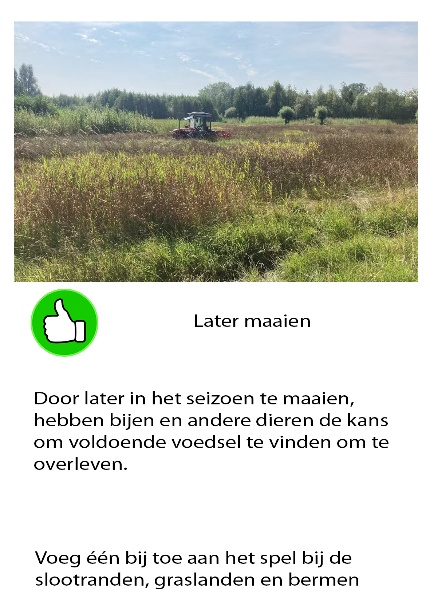 Later maaien
Door later in het seizoen te maaien,
hebben bijen en andere dieren de kans
om voldoende voedsel te vinden om te
overleven.
Voeg één bij toe aan het spel bij de
slootranden, graslanden en bermen